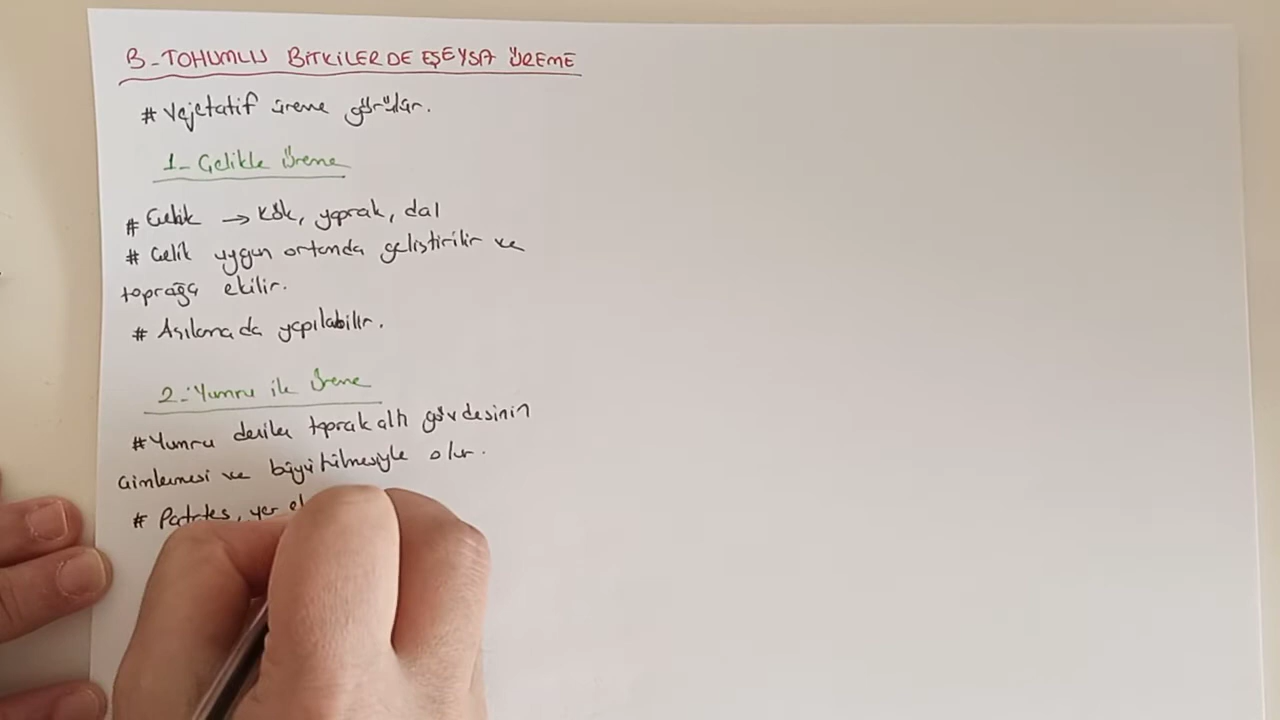 B-TOHUMLU BİTKİLERDE EŞEYSİZ ÜREME
# Vejetatif üreme görülür.
1- Çelikle Üreme
# Çelik → Kök, yaprak, dal
# Çelik uygun ortamda geliştirilir ve
toprağa ekilir.
# Aşılama da yapılabilir.
2- Yumru ile Üreme
# Yumru denilen toprak altı gövdesinin
çimlenmesi ve büyütülmesiyle olur.
# Patates, yer